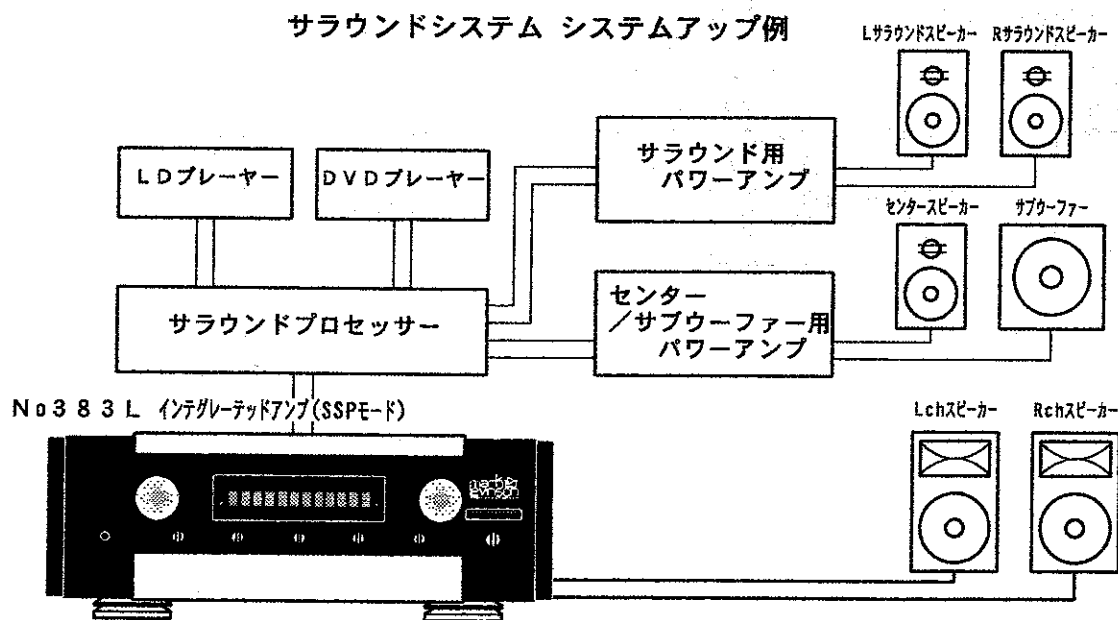 サラウンドシステム システムアップ例
Lサラウンドスピーカー
Rサラウンドスピーカー
LDプレーヤー
DVDプレーヤー
サラウンド用
パワーアンプ
センタースピーカー
サブウーファー
サラウンドプロセッサー
センター
/サブウーファー用
パワーアンプ
No383L インテグレーテッドアンプ(SSPモード)
Lchスピーカー
Rchスピーカー
mark
levinson